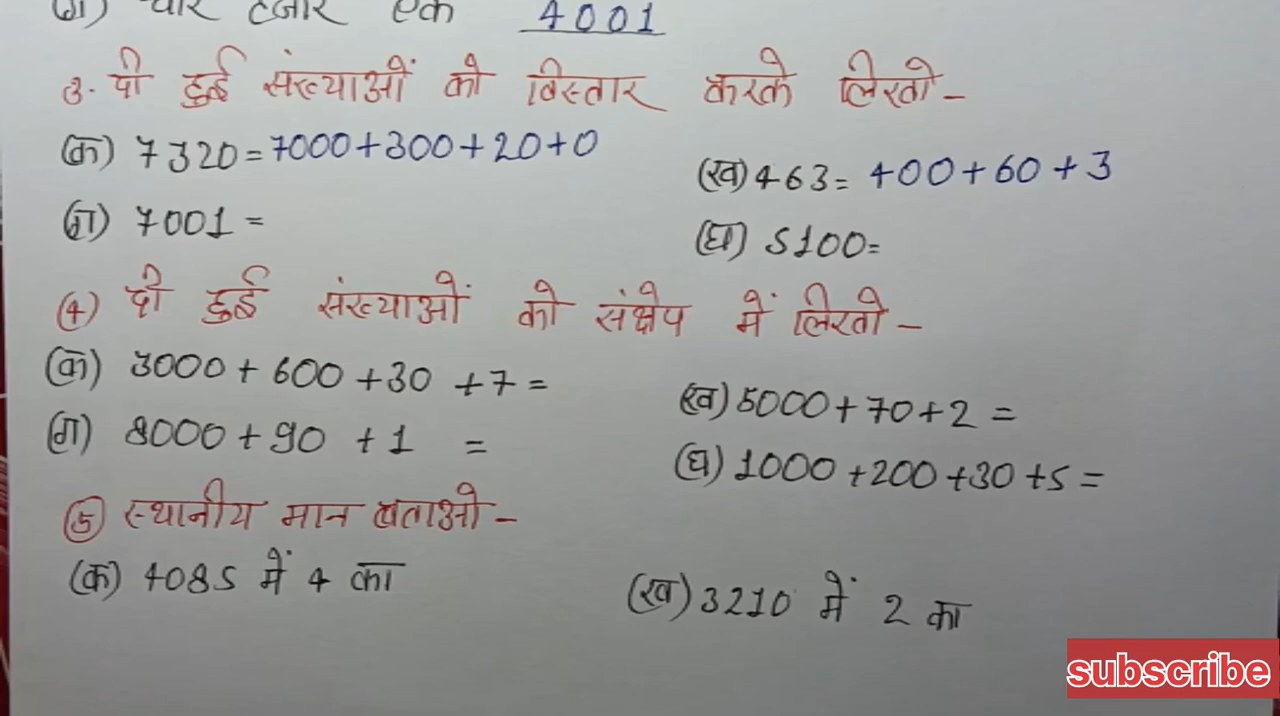 (ग) चार हजार एक 4001
3. दी हुई संख्याओं को विस्तार करके लिखो -
(क) 7320 = 7000+300+20+0
(ख) 463 = 400+60+3
(ग) 7001 =
(घ) 5100 =
(4) दी हुई संख्याओं को संक्षेप में लिखो -
(क) 3000 + 600 + 30 + 7 =
(ख) 5000 + 70 + 2 =
(ग) 8000 + 90 + 1 =
(घ) 1000 + 200 + 30 + 5 =
(5) स्थानीय मान बताओ -
(क) 4085 में 4 का
(ख) 3210 में 2 का
subscribe